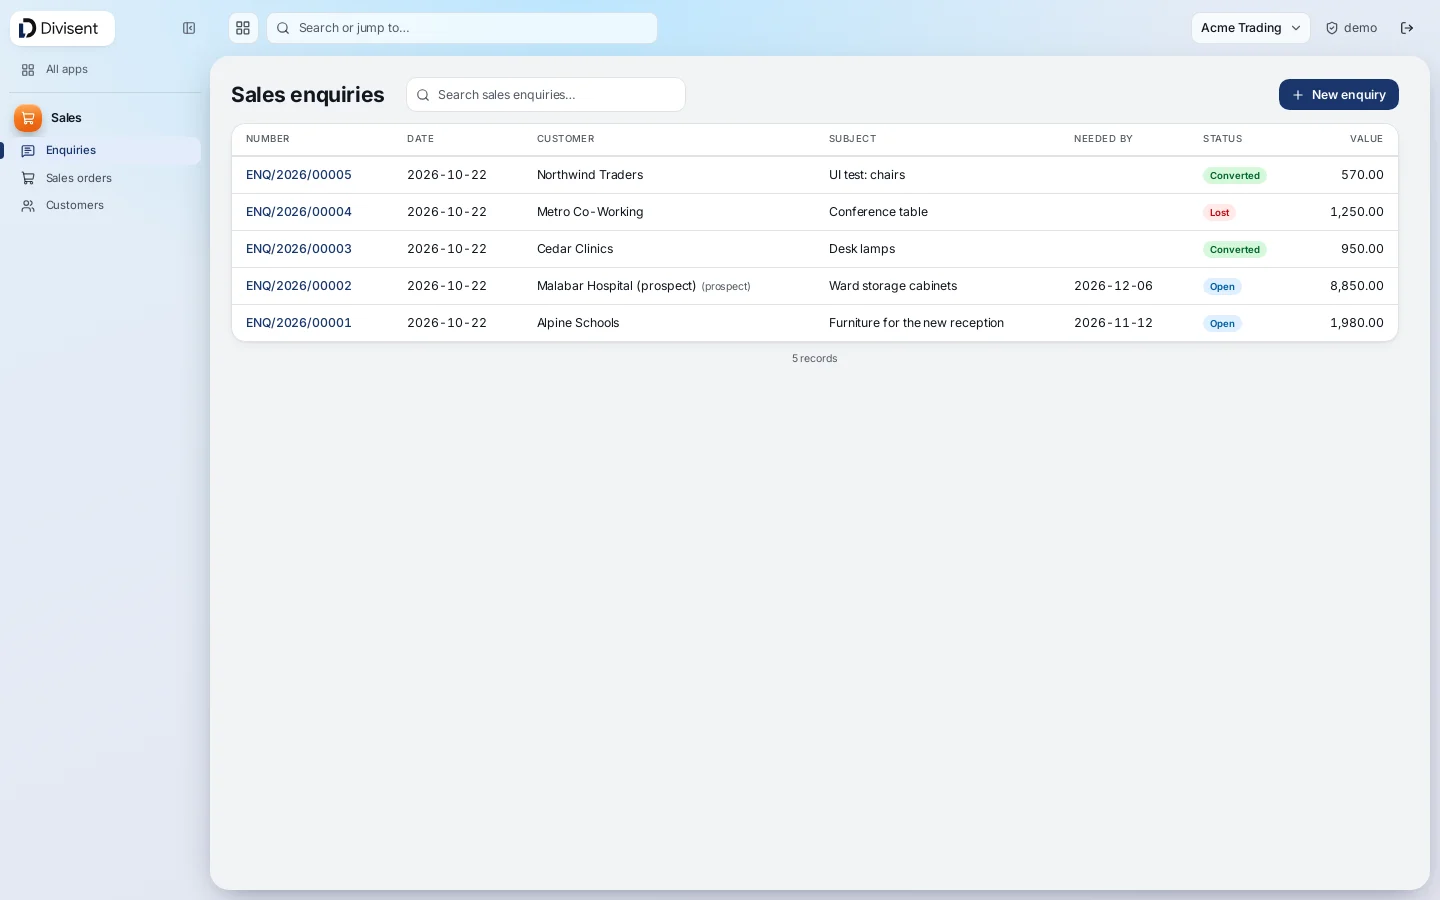 Divisent
Search or jump to...
Acme Trading
demo
All apps
Sales
Enquiries
Sales orders
Customers
Sales enquiries
Search sales enquiries...
New enquiry
NUMBER DATE CUSTOMER SUBJECT NEEDED BY STATUS VALUE
ENQ/2026/00005 2026-10-22 Northwind Traders UI test: chairs Converted 570.00
ENQ/2026/00004 2026-10-22 Metro Co-Working Conference table Lost 1,250.00
ENQ/2026/00003 2026-10-22 Cedar Clinics Desk lamps Converted 950.00
ENQ/2026/00002 2026-10-22 Malabar Hospital (prospect) (prospect) Ward storage cabinets 2026-12-06 Open 8,850.00
ENQ/2026/00001 2026-10-22 Alpine Schools Furniture for the new reception 2026-11-12 Open 1,980.00
5 records